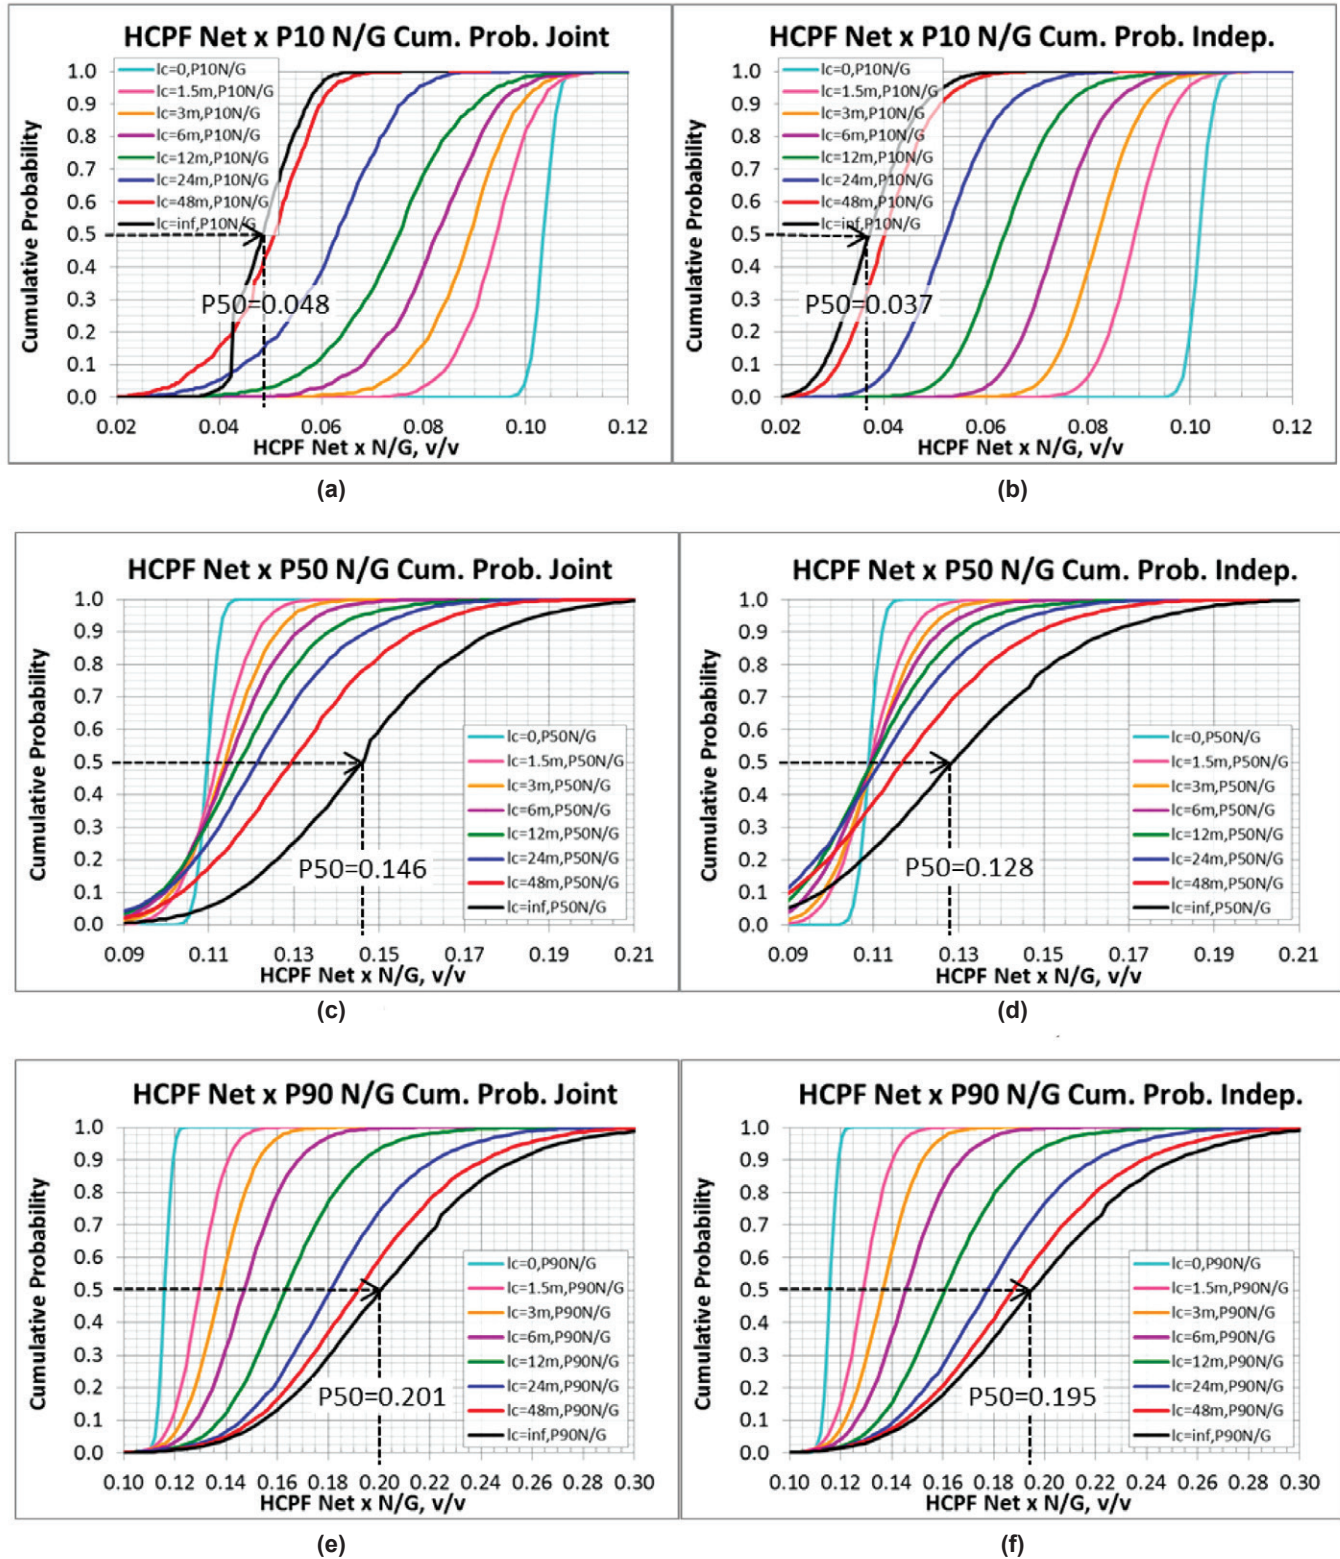 HCPF Net x P10 N/G Cum. Prob. Joint
Cumulative Probability
1.0
0.9
0.8
0.7
0.6
0.5
0.4
0.3
0.2
0.1
0.0
lc=0,P10N/G
lc=1.5m,P10N/G
lc=3m,P10N/G
lc=6m,P10N/G
lc=12m,P10N/G
lc=24m,P10N/G
lc=48m,P10N/G
lc=inf,P10N/G
P50=0.048
0.02 0.04 0.06 0.08 0.10 0.12
HCPF Net x N/G, v/v
(a)
HCPF Net x P10 N/G Cum. Prob. Indep.
Cumulative Probability
1.0
0.9
0.8
0.7
0.6
0.5
0.4
0.3
0.2
0.1
0.0
lc=0,P10N/G
lc=1.5m,P10N/G
lc=3m,P10N/G
lc=6m,P10N/G
lc=12m,P10N/G
lc=24m,P10N/G
lc=48m,P10N/G
lc=inf,P10N/G
P50=0.037
0.02 0.04 0.06 0.08 0.10 0.12
HCPF Net x N/G, v/v
(b)
HCPF Net x P50 N/G Cum. Prob. Joint
Cumulative Probability
1.0
0.9
0.8
0.7
0.6
0.5
0.4
0.3
0.2
0.1
0.0
lc=0,P50N/G
lc=1.5m,P50N/G
lc=3m,P50N/G
lc=6m,P50N/G
lc=12m,P50N/G
lc=24m,P50N/G
lc=48m,P50N/G
lc=inf,P50N/G
P50=0.146
0.09 0.11 0.13 0.15 0.17 0.19 0.21
HCPF Net x N/G, v/v
(c)
HCPF Net x P50 N/G Cum. Prob. Indep.
Cumulative Probability
1.0
0.9
0.8
0.7
0.6
0.5
0.4
0.3
0.2
0.1
0.0
lc=0,P50N/G
lc=1.5m,P50N/G
lc=3m,P50N/G
lc=6m,P50N/G
lc=12m,P50N/G
lc=24m,P50N/G
lc=48m,P50N/G
lc=inf,P50N/G
P50=0.128
0.09 0.11 0.13 0.15 0.17 0.19 0.21
HCPF Net x N/G, v/v
(d)
HCPF Net x P90 N/G Cum. Prob. Joint
Cumulative Probability
1.0
0.9
0.8
0.7
0.6
0.5
0.4
0.3
0.2
0.1
0.0
lc=0,P90N/G
lc=1.5m,P90N/G
lc=3m,P90N/G
lc=6m,P90N/G
lc=12m,P90N/G
lc=24m,P90N/G
lc=48m,P90N/G
lc=inf,P90N/G
P50=0.201
0.10 0.12 0.14 0.16 0.18 0.20 0.22 0.24 0.26 0.28 0.30
HCPF Net x N/G, v/v
(e)
HCPF Net x P90 N/G Cum. Prob. Indep.
Cumulative Probability
1.0
0.9
0.8
0.7
0.6
0.5
0.4
0.3
0.2
0.1
0.0
lc=0,P90N/G
lc=1.5m,P90N/G
lc=3m,P90N/G
lc=6m,P90N/G
lc=12m,P90N/G
lc=24m,P90N/G
lc=48m,P90N/G
lc=inf,P90N/G
P50=0.195
0.10 0.12 0.14 0.16 0.18 0.20 0.22 0.24 0.26 0.28 0.30
HCPF Net x N/G, v/v
(f)